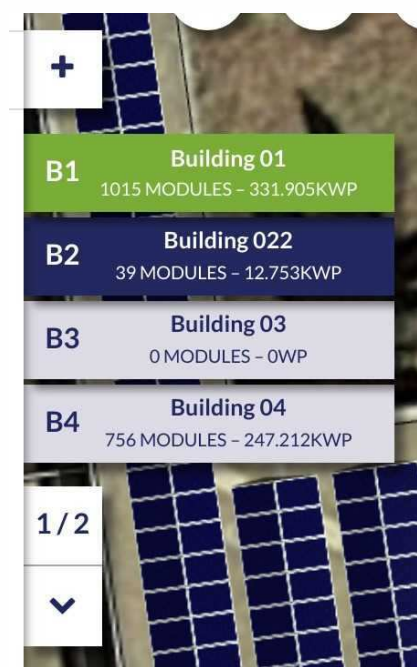 +
B1
Building 01
1015 MODULES – 331.905KWP
B2
Building 022
39 MODULES – 12.753KWP
B3
Building 03
0 MODULES – 0WP
B4
Building 04
756 MODULES – 247.212KWP
1 / 2